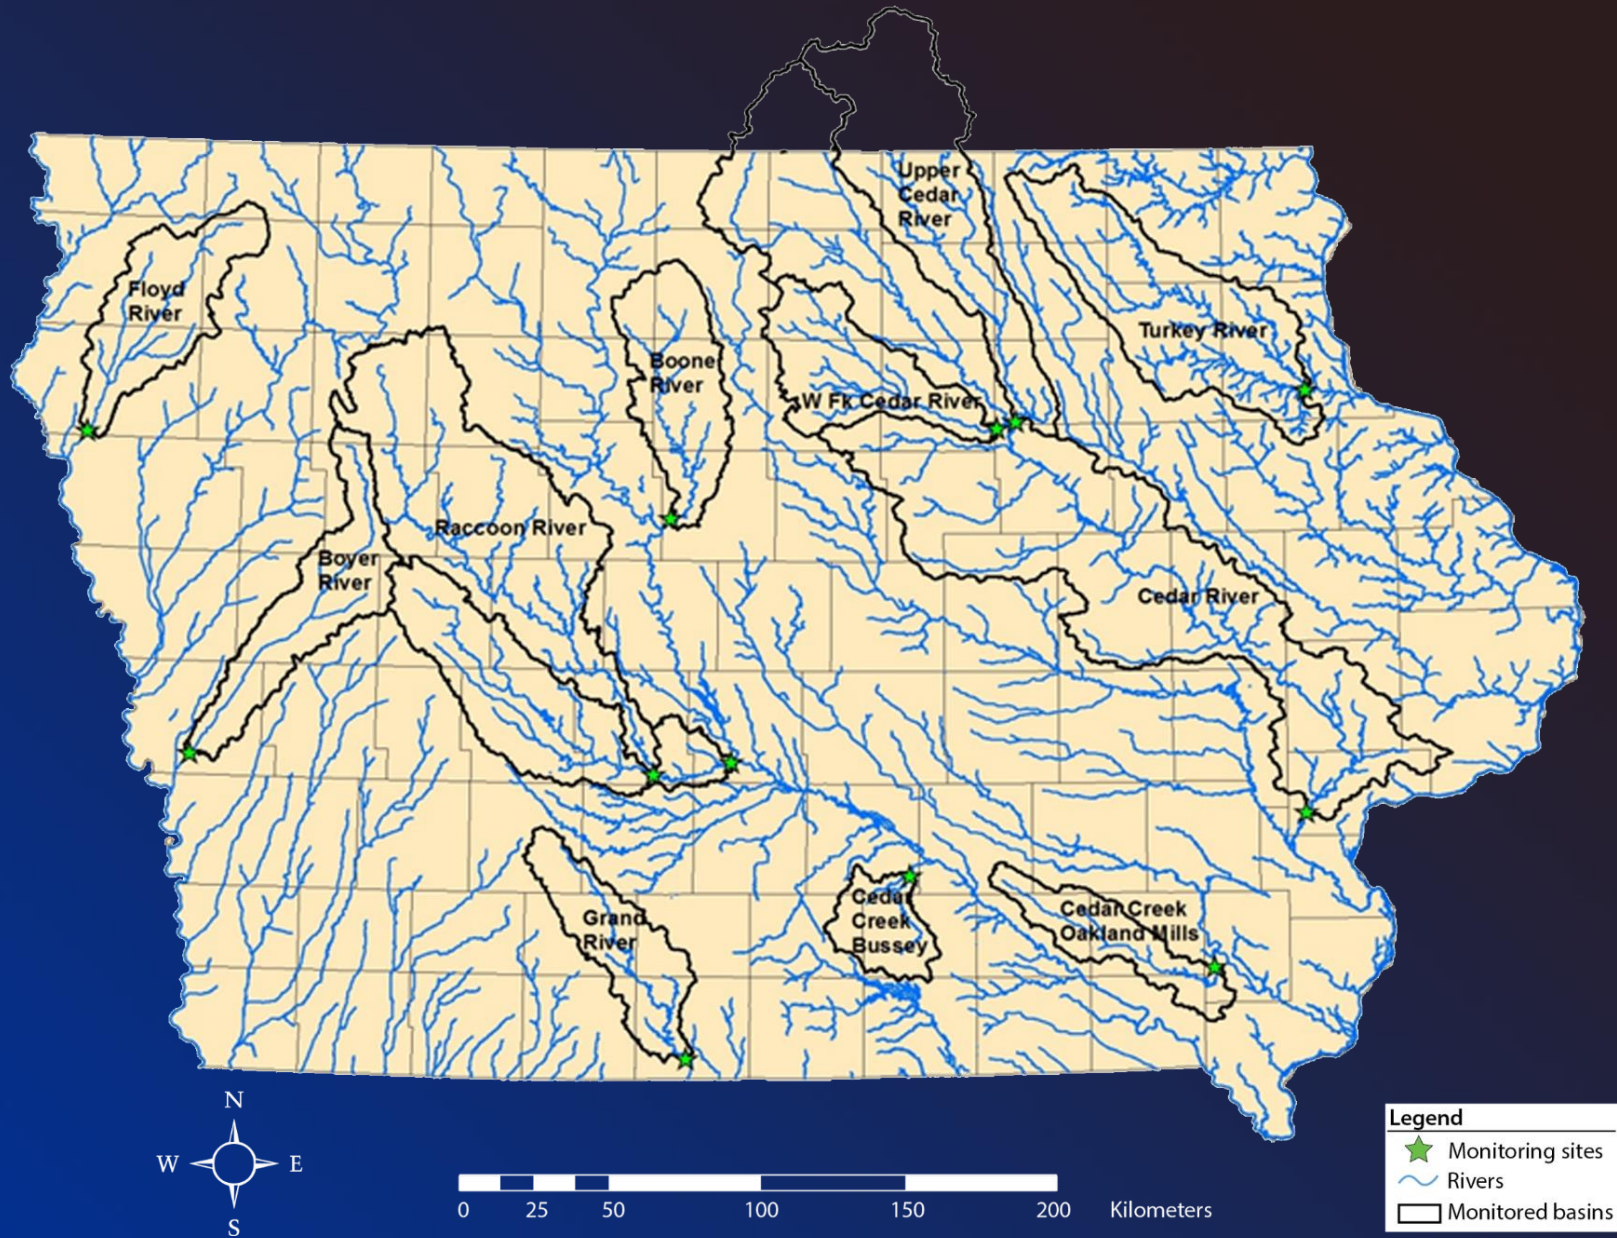 Upper
Cedar
River
Floyd
River
Turkey River
Boone
River
W Fk Cedar River
Raccoon River
Boyer
River
Cedar River
Cedar
Creek
Bussey
Cedar Creek
Oakland Mills
Grand
River
N
W
E
S
0 25 50 100 150 200 Kilometers
Legend
Monitoring sites
Rivers
Monitored basins